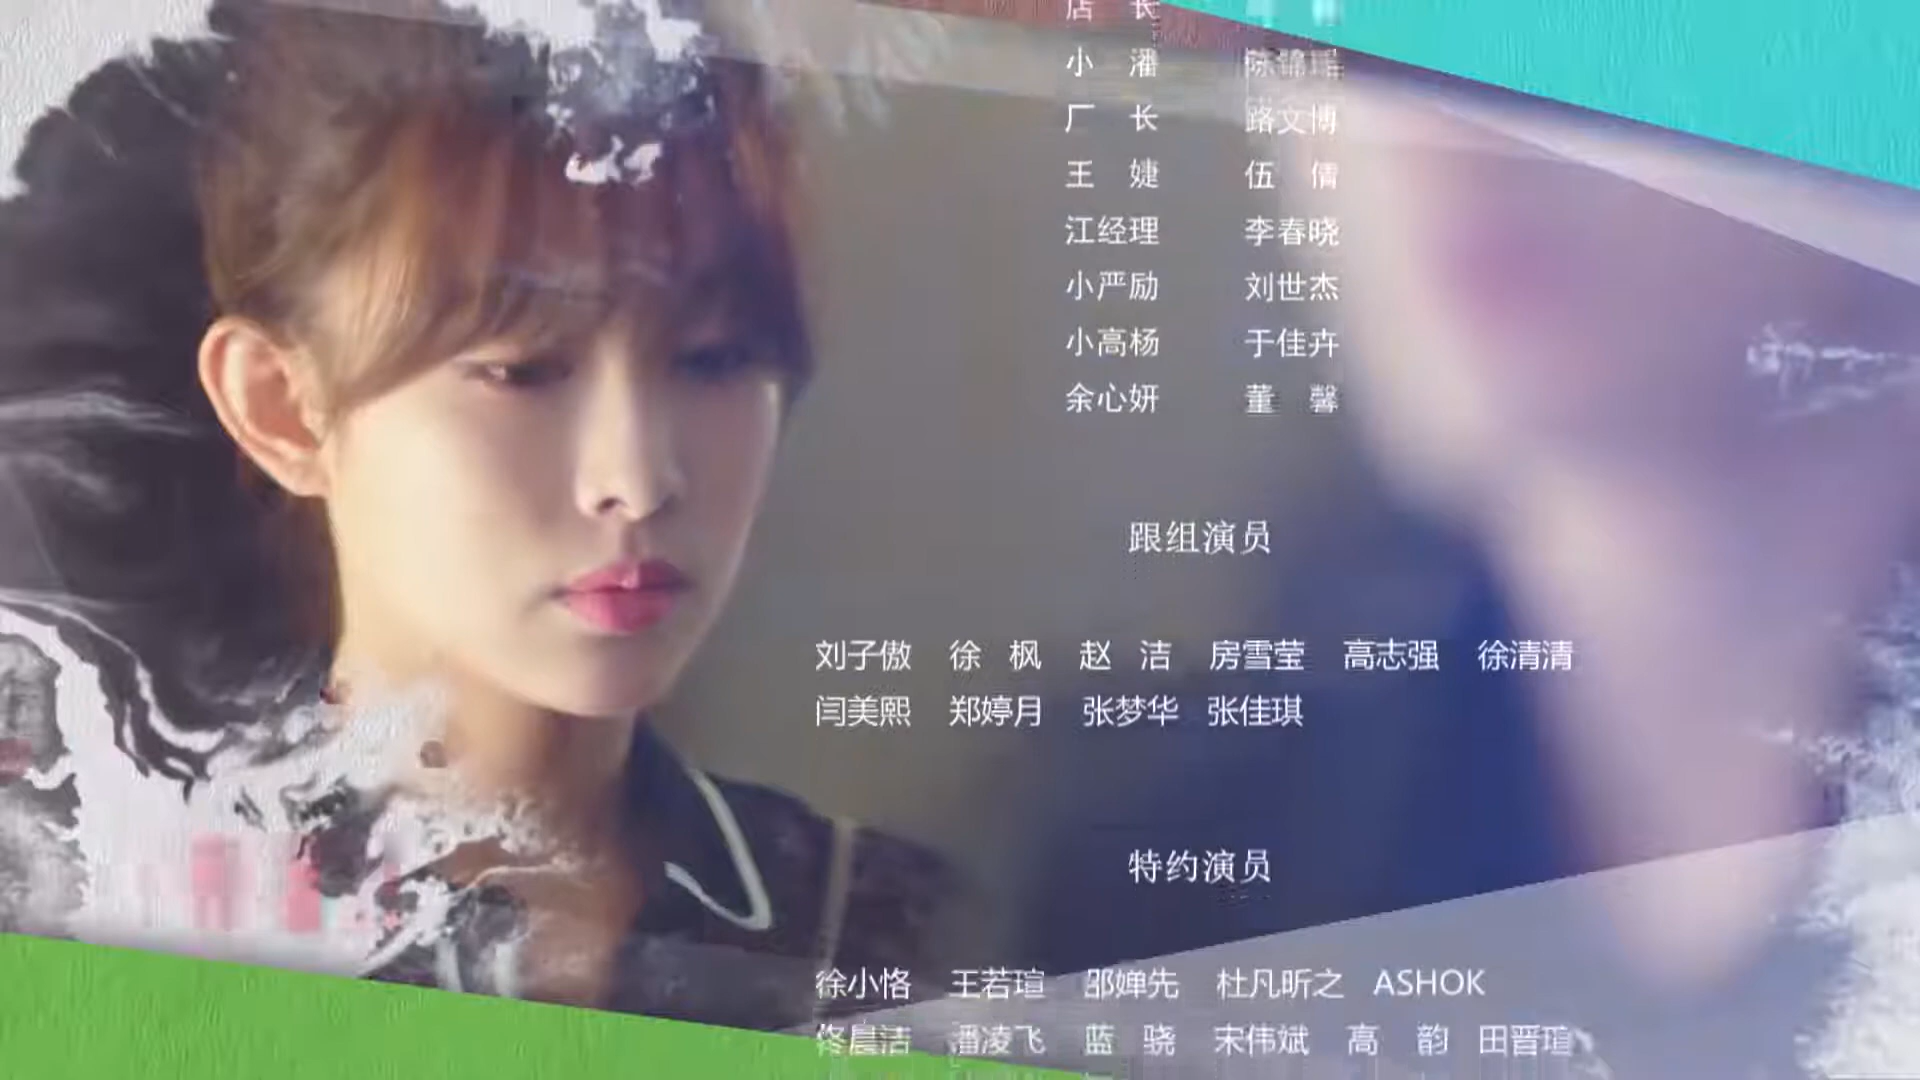 店 长
小 潘 陈锦瑶
厂 长 路文博
王 婕 伍 倩
江经理 李春晓
小严励 刘世杰
小高杨 于佳卉
余心妍 董 馨
跟组演员
刘子傲 徐 枫 赵 洁 房雪莹 高志强 徐清清
闫美熙 郑婷月 张梦华 张佳琪
特约演员
徐小恪 王若瑄 邵婵先 杜凡昕之 ASHOK
佟晨洁 潘凌飞 蓝 骁 宋伟斌 高 韵 田晋瑄